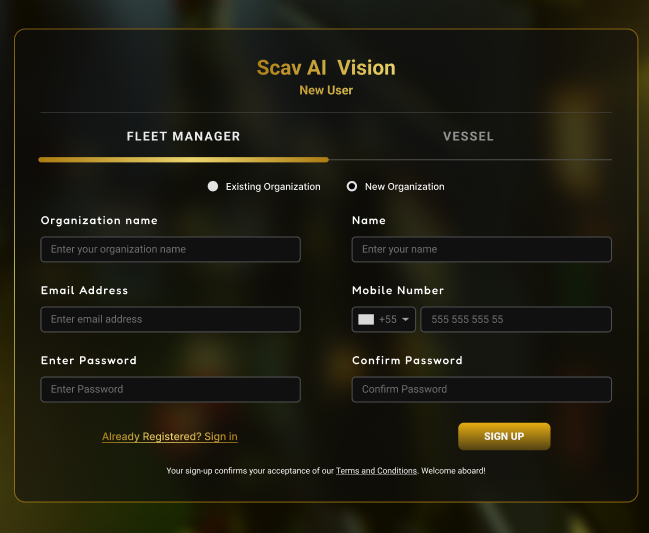 Scav AI Vision
New User
FLEET MANAGER VESSEL
Existing Organization New Organization
Organization name Name
Enter your organization name Enter your name
Email Address Mobile Number
Enter email address +55 555 555 555 55
Enter Password Confirm Password
Enter Password Confirm Password
Already Registered? Sign in SIGN UP
Your sign-up confirms your acceptance of our Terms and Conditions. Welcome aboard!